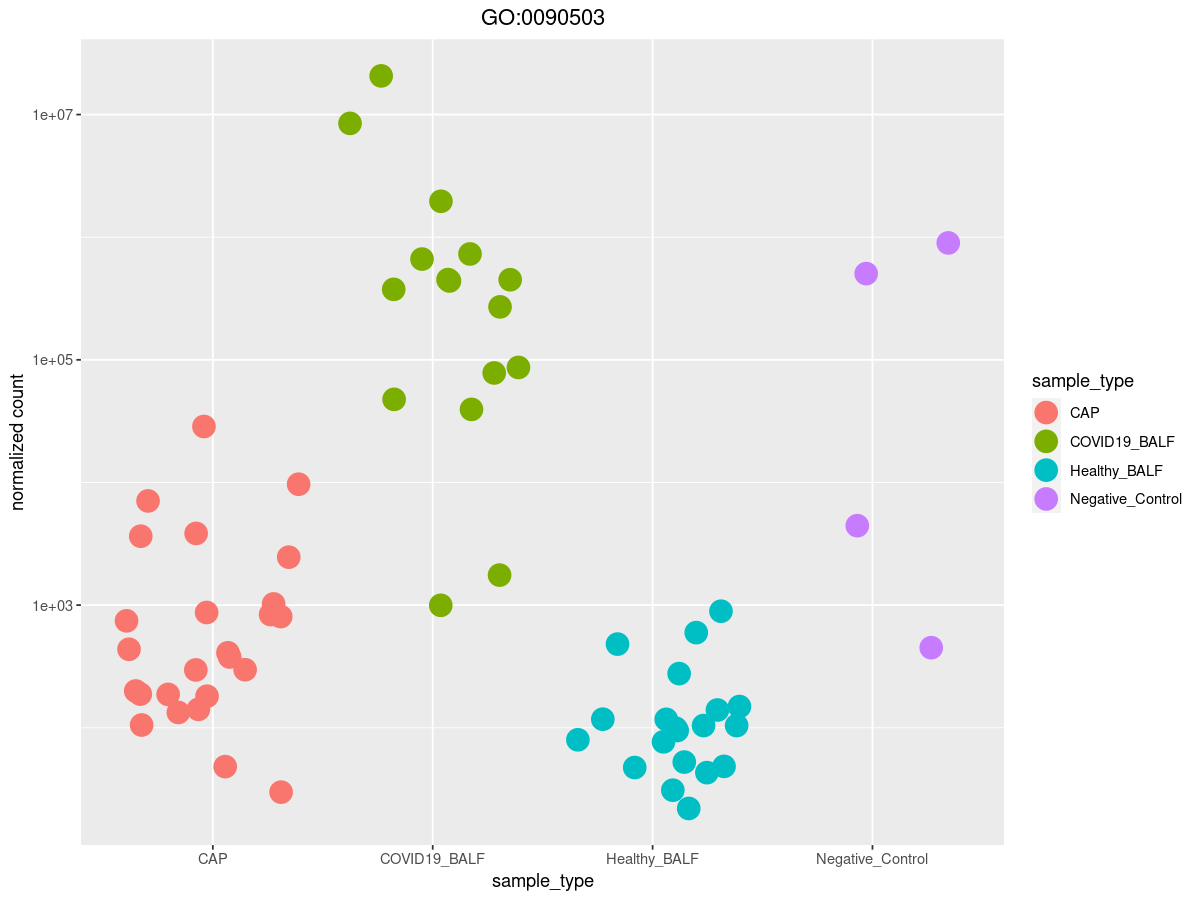 GO:0090503
1e+07
1e+05
1e+03
normalized count
CAP
COVID19_BALF
Healthy_BALF
Negative_Control
sample_type
sample_type
CAP
COVID19_BALF
Healthy_BALF
Negative_Control